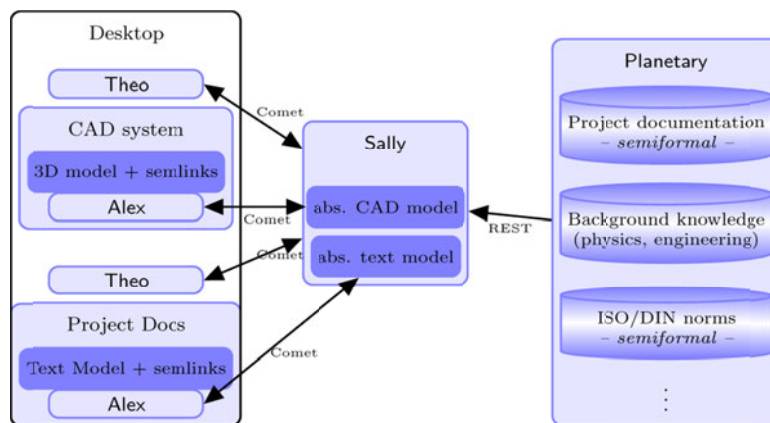 Desktop
Theo
CAD system
3D model + semlinks
Alex
Theo
Project Docs
Text Model + semlinks
Alex
Comet
Comet
Comet
Comet
Sally
abs. CAD model
abs. text model
REST
Planetary
Project documentation
– semiformal –
Background knowledge
(physics, engineering)
ISO/DIN norms
– semiformal –
⋮